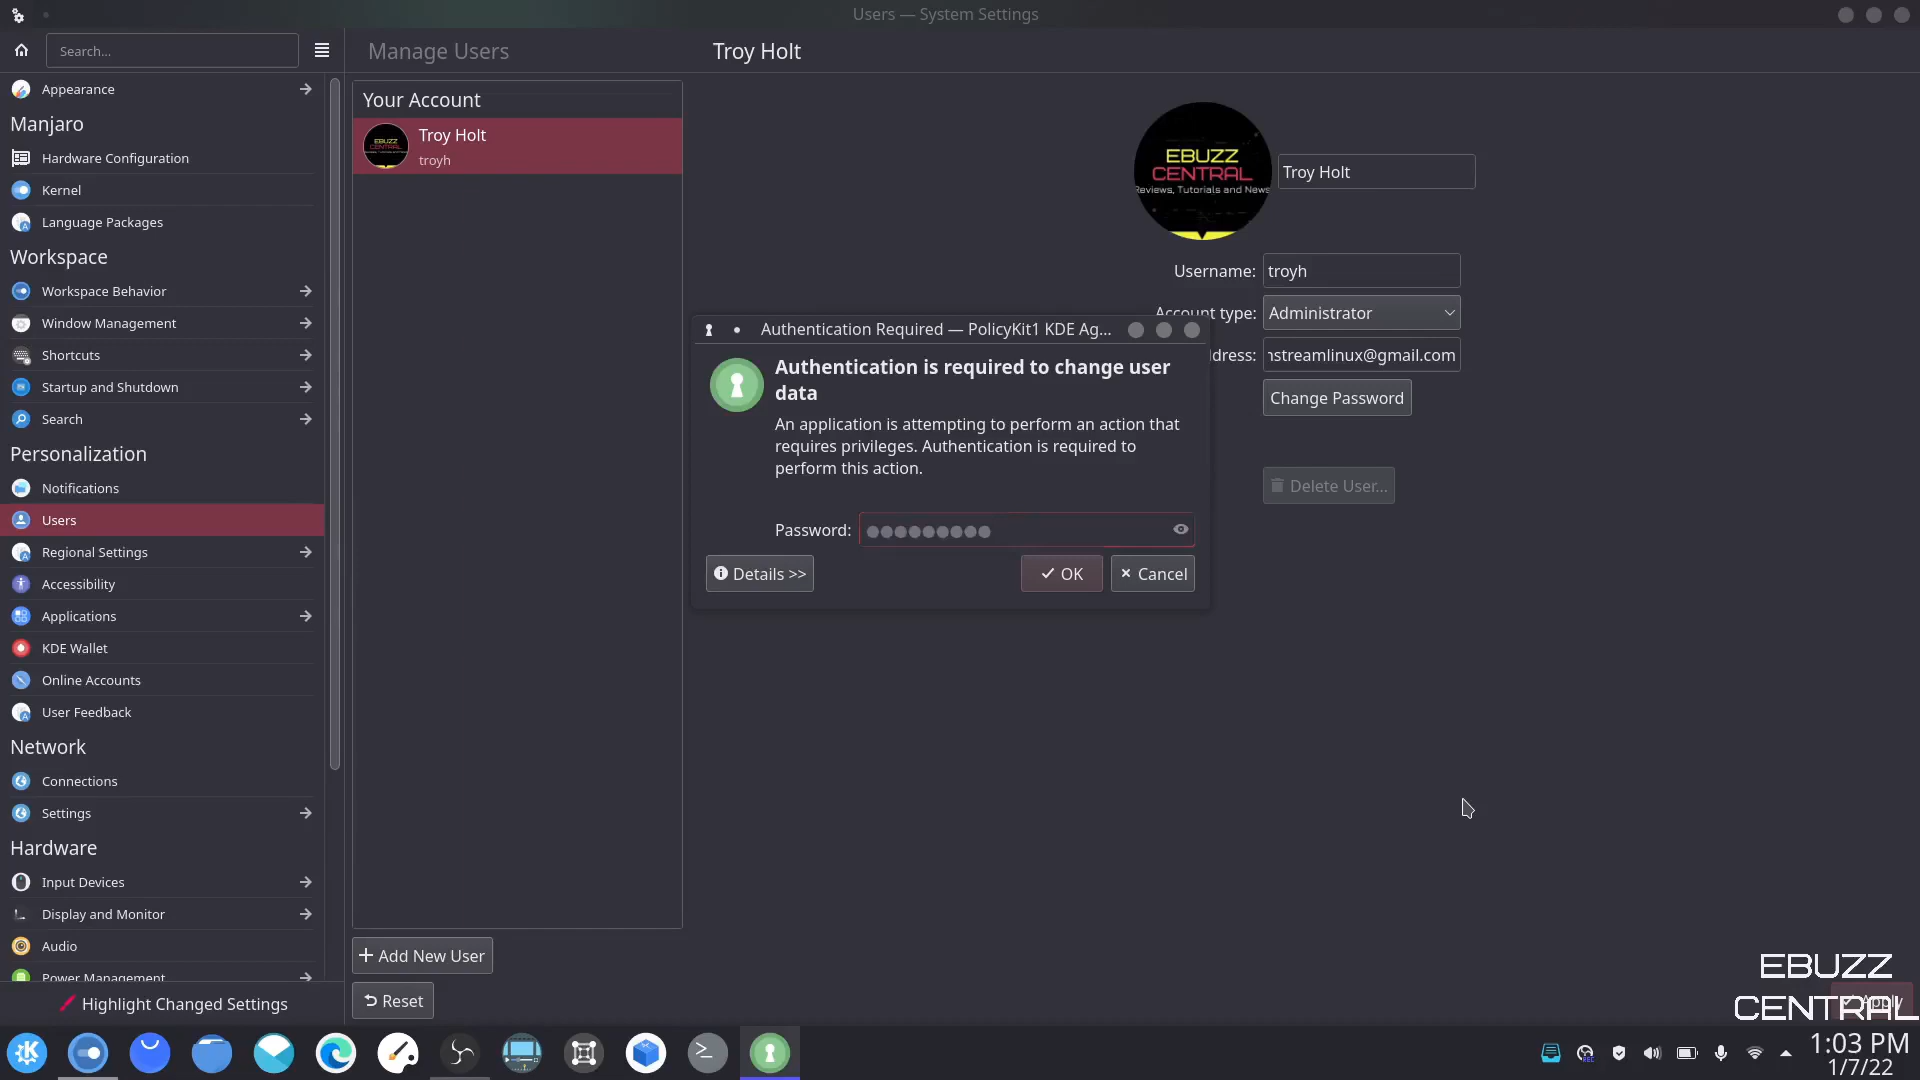 Users — System Settings
Search...
Manage Users
Troy Holt
Appearance
Manjaro
Hardware Configuration
Kernel
Language Packages
Workspace
Workspace Behavior
Window Management
Shortcuts
Startup and Shutdown
Search
Personalization
Notifications
Users
Regional Settings
Accessibility
Applications
KDE Wallet
Online Accounts
User Feedback
Network
Connections
Settings
Hardware
Input Devices
Display and Monitor
Audio
Power Management
Highlight Changed Settings
Your Account
EBUZZ
CENTRAL
Troy Holt
troyh
Add New User
Reset
EBUZZ
CENTRAL
Reviews, Tutorials and News
Troy Holt
Username: troyh
Account type: Administrator
dress: nstreamlinux@gmail.com
Change Password
Delete User...
Authentication Required — PolicyKit1 KDE Ag...
Authentication is required to change user
data
An application is attempting to perform an action that
requires privileges. Authentication is required to
perform this action.
Password:
Details >>
OK
Cancel
EBUZZ
CENTRAL
Apply
REC
1:03 PM
1/7/22